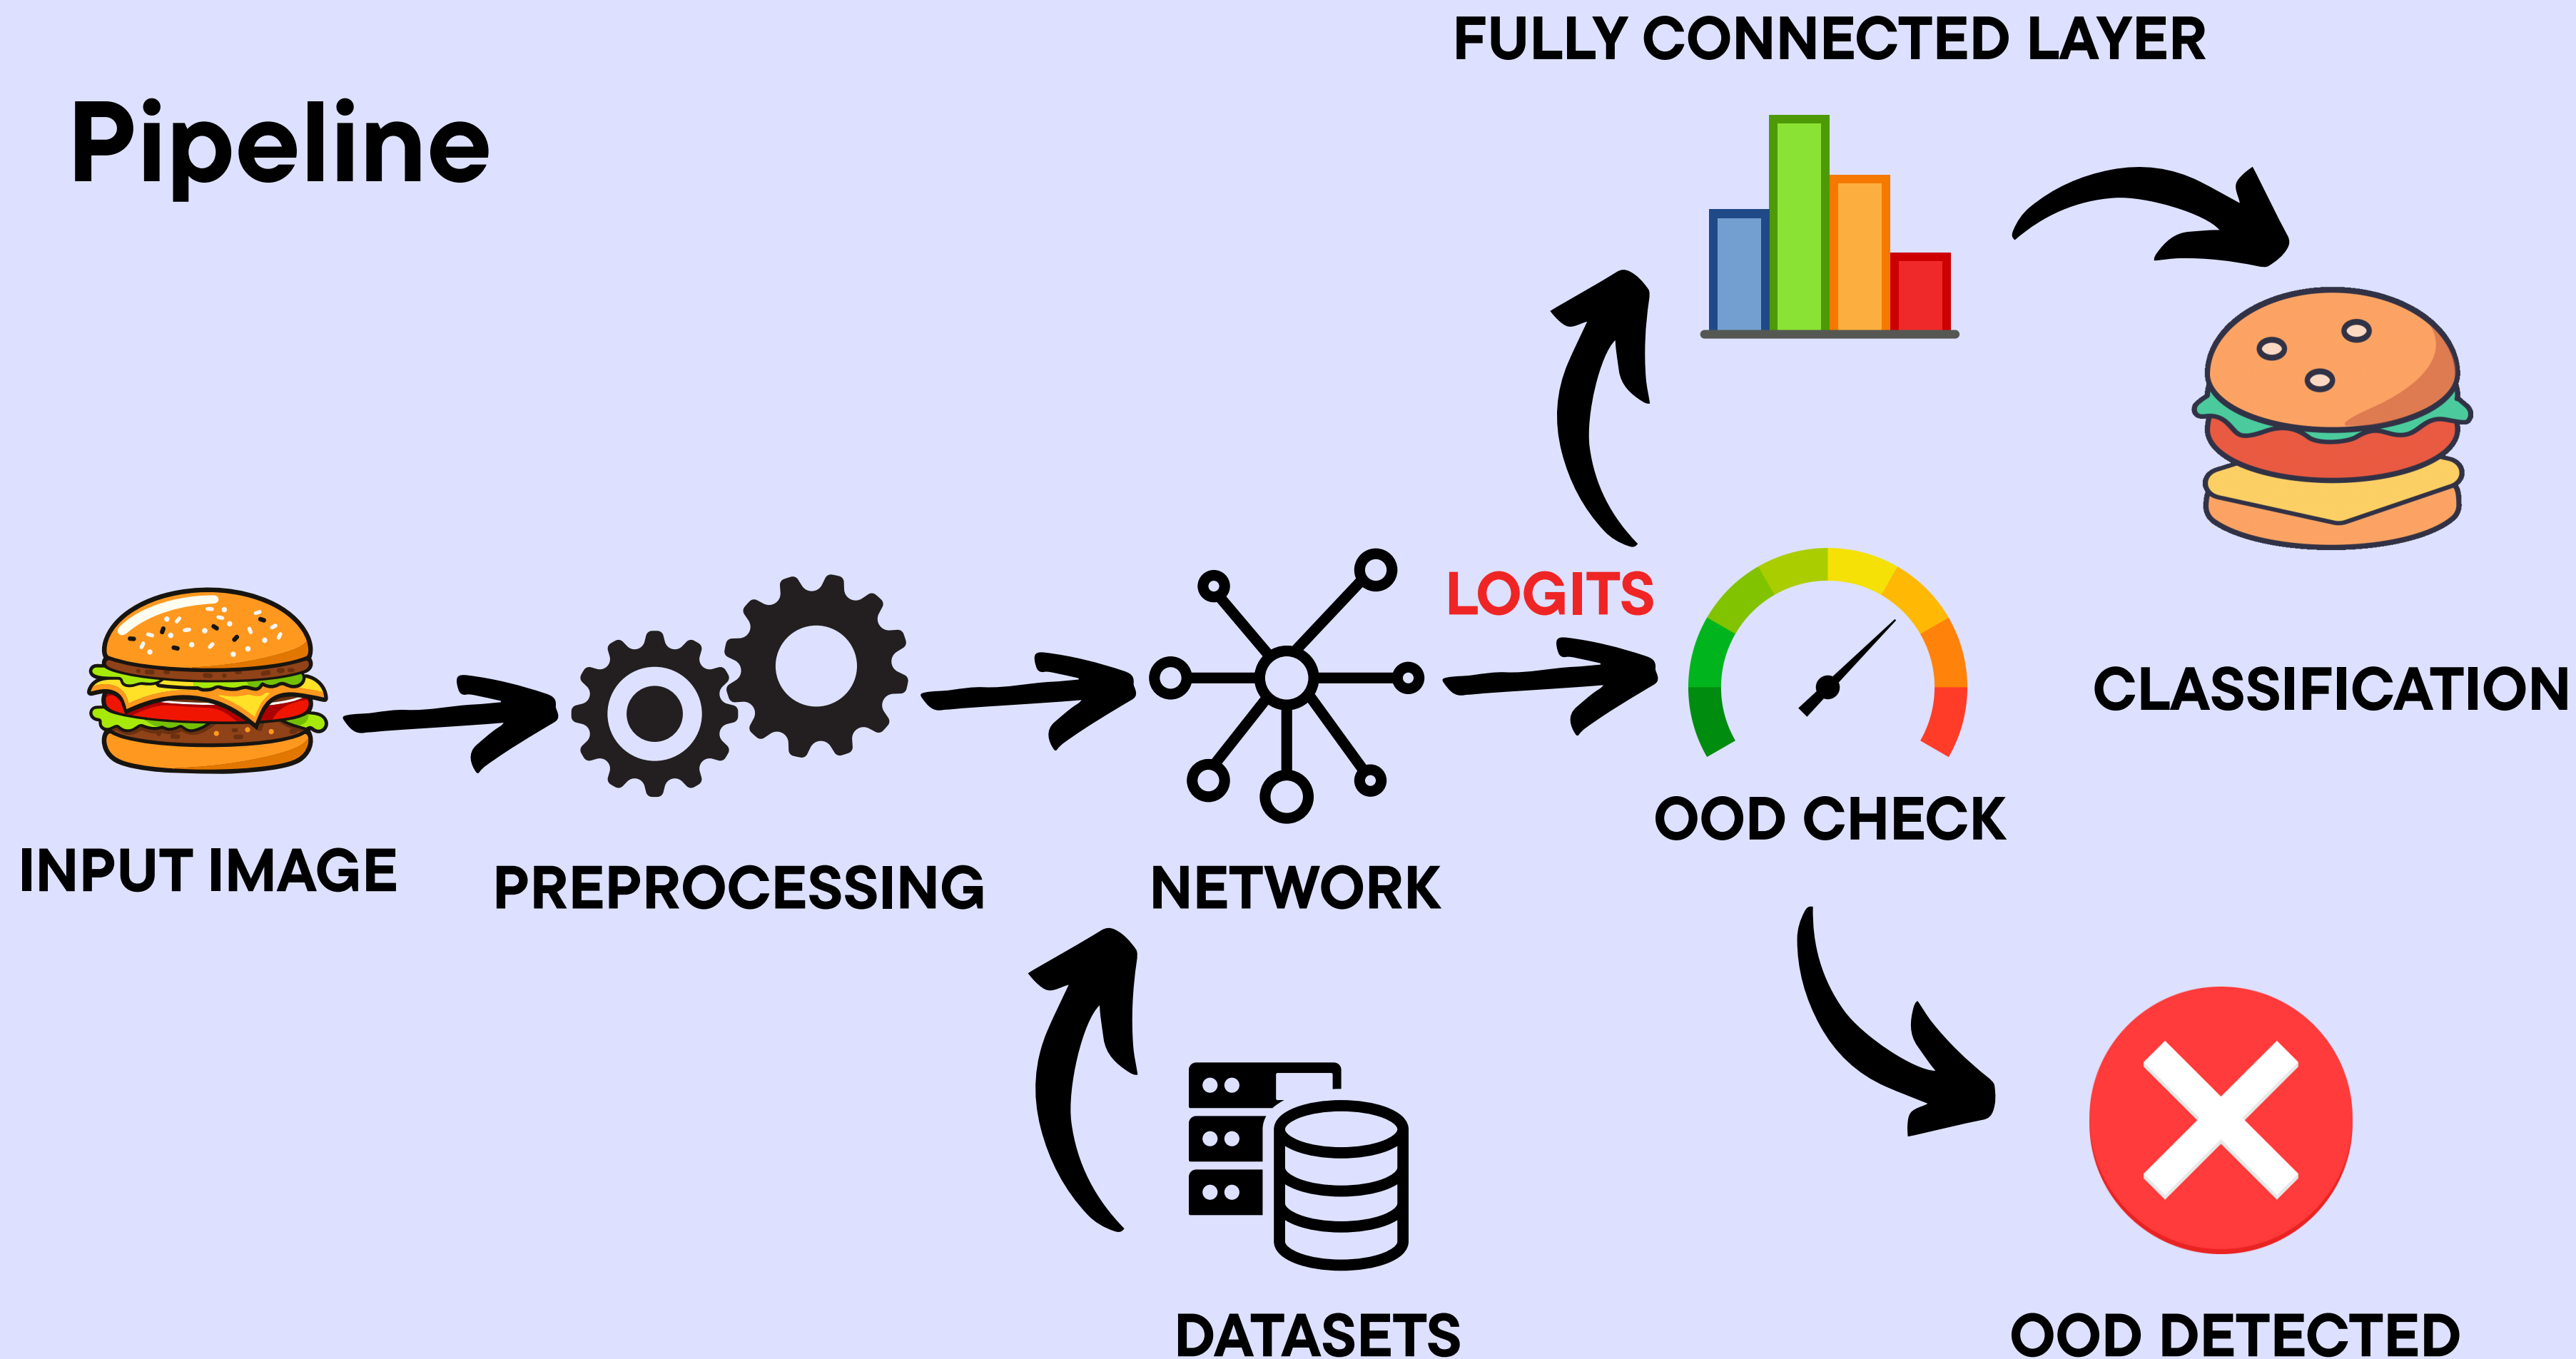 Pipeline
FULLY CONNECTED LAYER
LOGITS
CLASSIFICATION
OOD CHECK
INPUT IMAGE
PREPROCESSING
NETWORK
DATASETS
OOD DETECTED